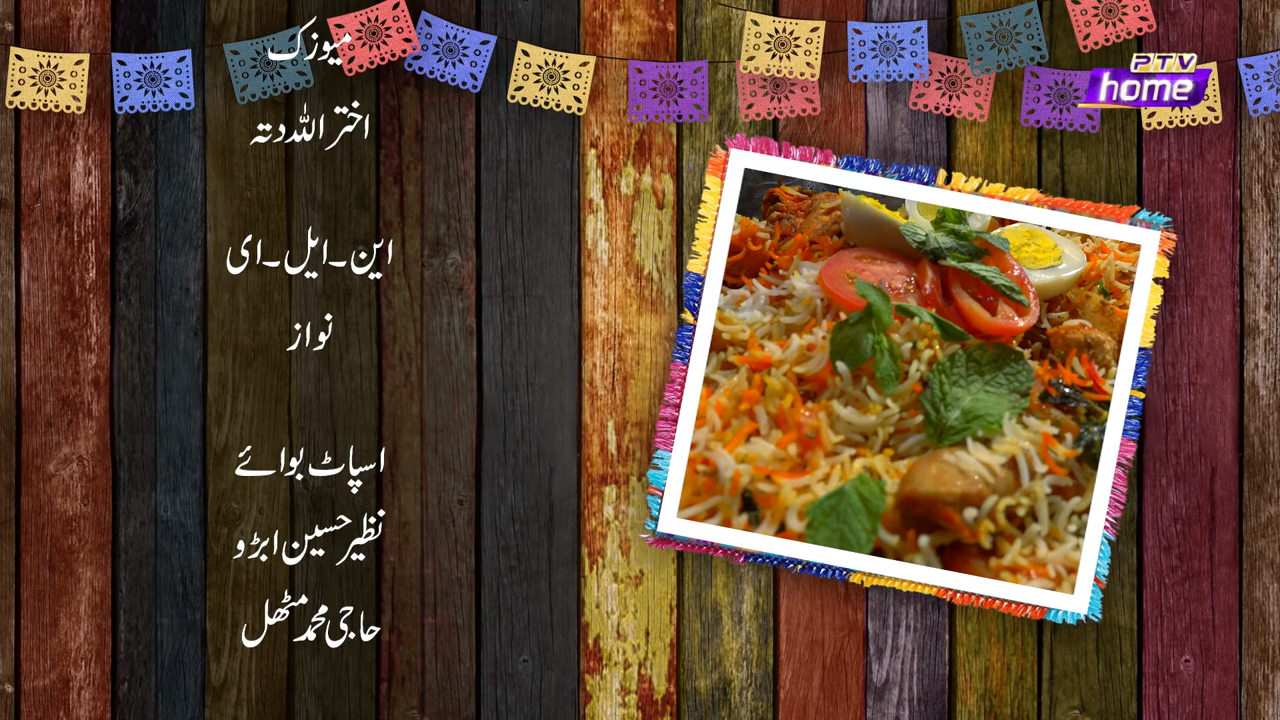 میوزک
اختر اللہ دتہ
این۔ایل۔ای
نواز
اسپاٹ بوائے
نظیر حسین ابڑو
حاجی محمد مٹھل
PTV
home